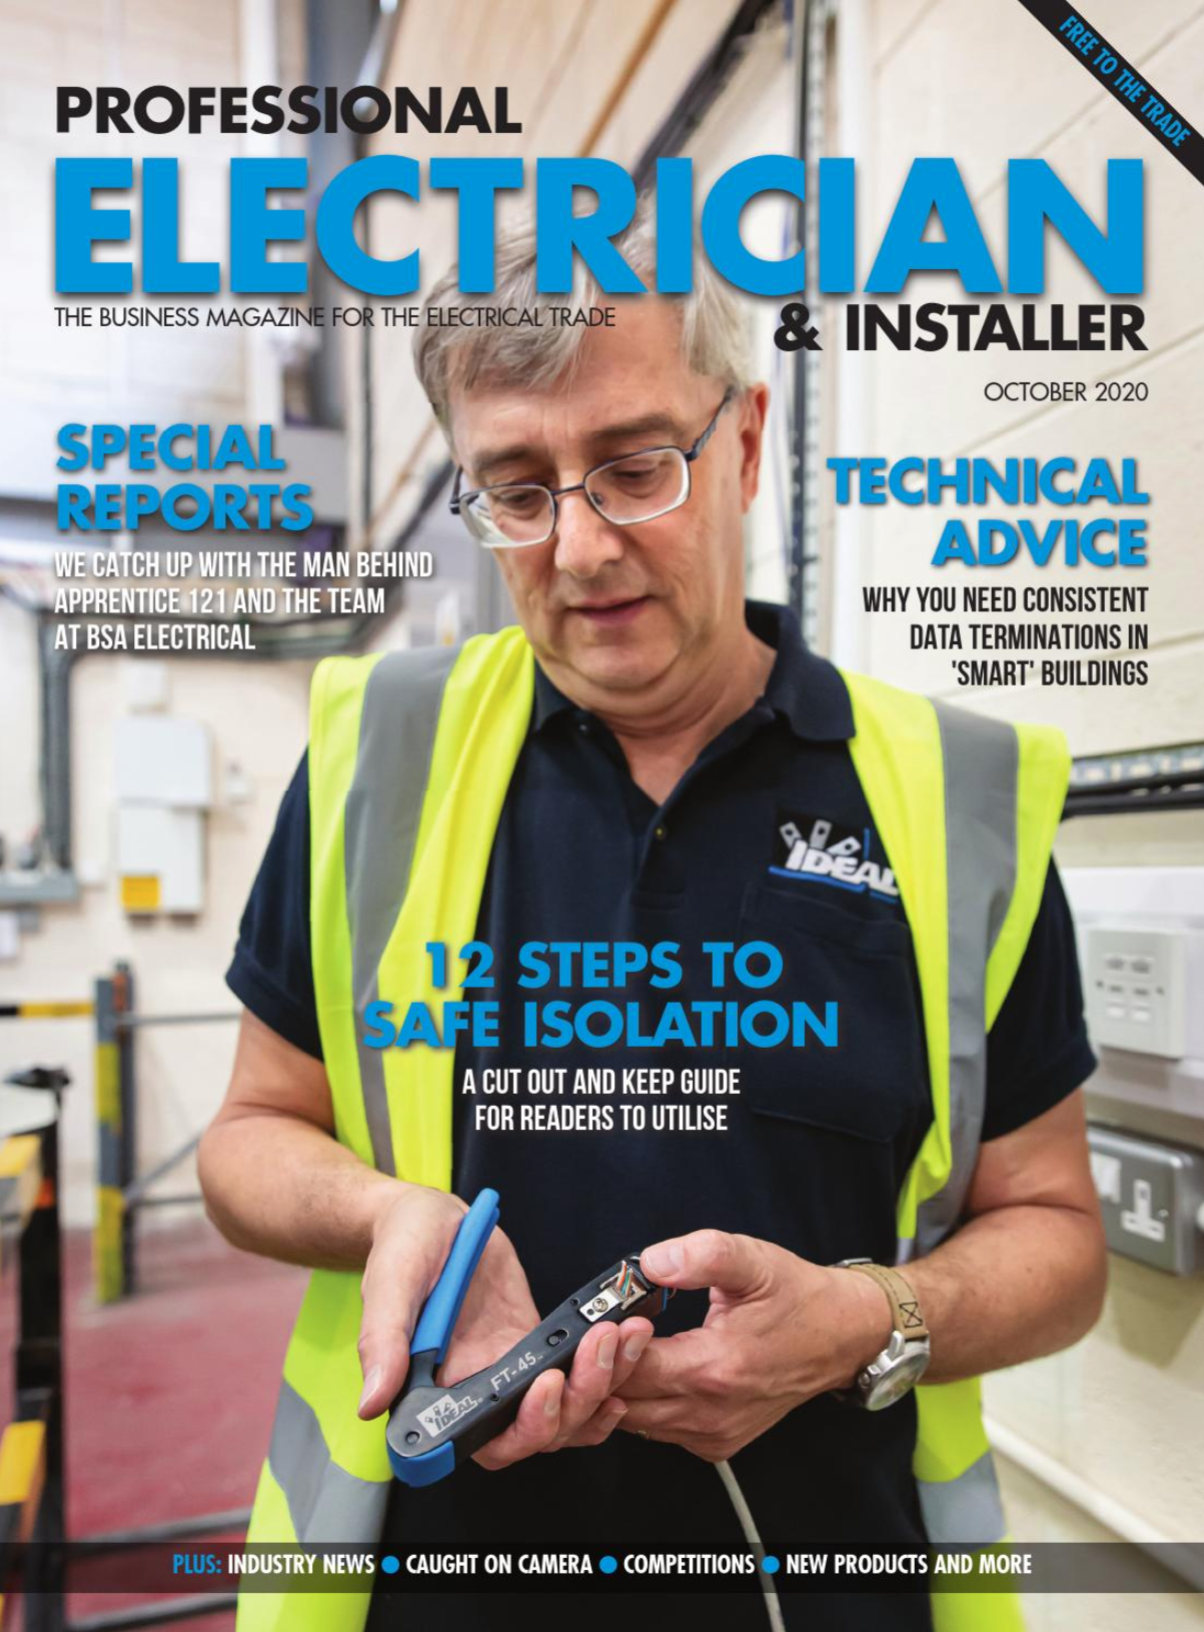 FREE TO THE TRADE
PROFESSIONAL
ELECTRICIAN
& INSTALLER
THE BUSINESS MAGAZINE FOR THE ELECTRICAL TRADE
OCTOBER 2020
SPECIAL
REPORTS
WE CATCH UP WITH THE MAN BEHIND
APPRENTICE 121 AND THE TEAM
AT BSA ELECTRICAL
TECHNICAL
ADVICE
WHY YOU NEED CONSISTENT
DATA TERMINATIONS IN
'SMART' BUILDINGS
IDEAL
12 STEPS TO
SAFE ISOLATION
A CUT OUT AND KEEP GUIDE
FOR READERS TO UTILISE
IDEAL FT-45
PLUS: INDUSTRY NEWS ● CAUGHT ON CAMERA ● COMPETITIONS ● NEW PRODUCTS AND MORE